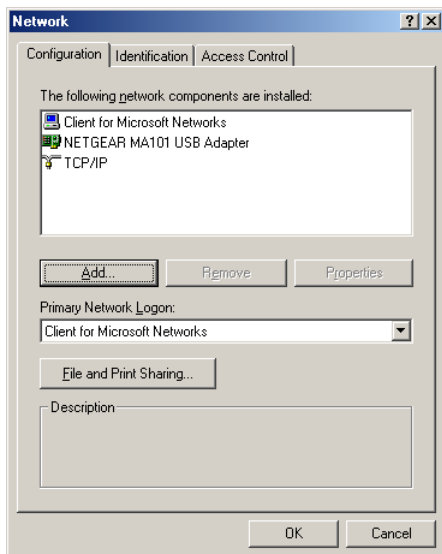 Network
Configuration Identification Access Control
The following network components are installed:
Client for Microsoft Networks
NETGEAR MA101 USB Adapter
TCP/IP
Add... Remove Properties
Primary Network Logon:
Client for Microsoft Networks
File and Print Sharing...
Description
OK Cancel